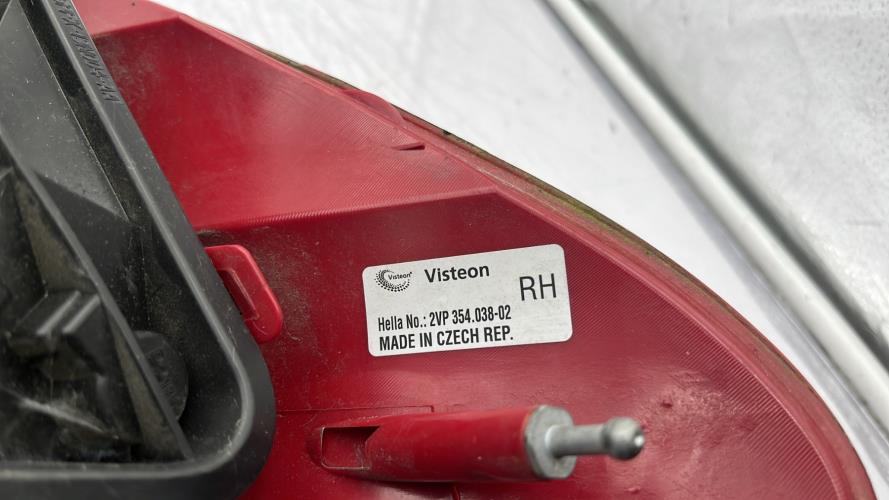 Visteon
Visteon
RH
Hella No.: 2VP 354.038-02
MADE IN CZECH REP.